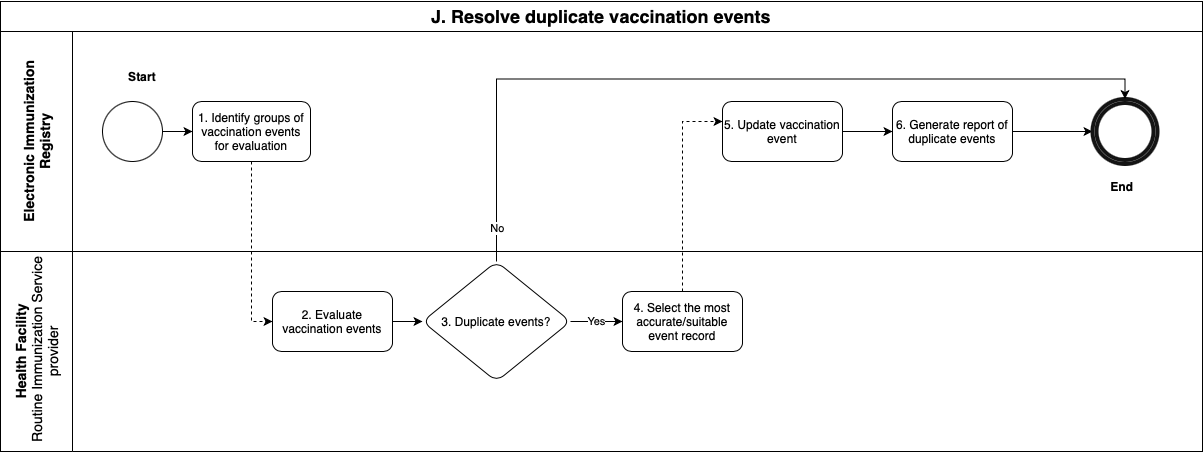 J. Resolve duplicate vaccination events
Electronic Immunization
Registry
Start
1. Identify groups of
vaccination events
for evaluation
5. Update vaccination
event
6. Generate report of
duplicate events
End
No
Health Facility
Routine Immunization Service
provider
2. Evaluate
vaccination events
3. Duplicate events?
Yes
4. Select the most
accurate/suitable
event record